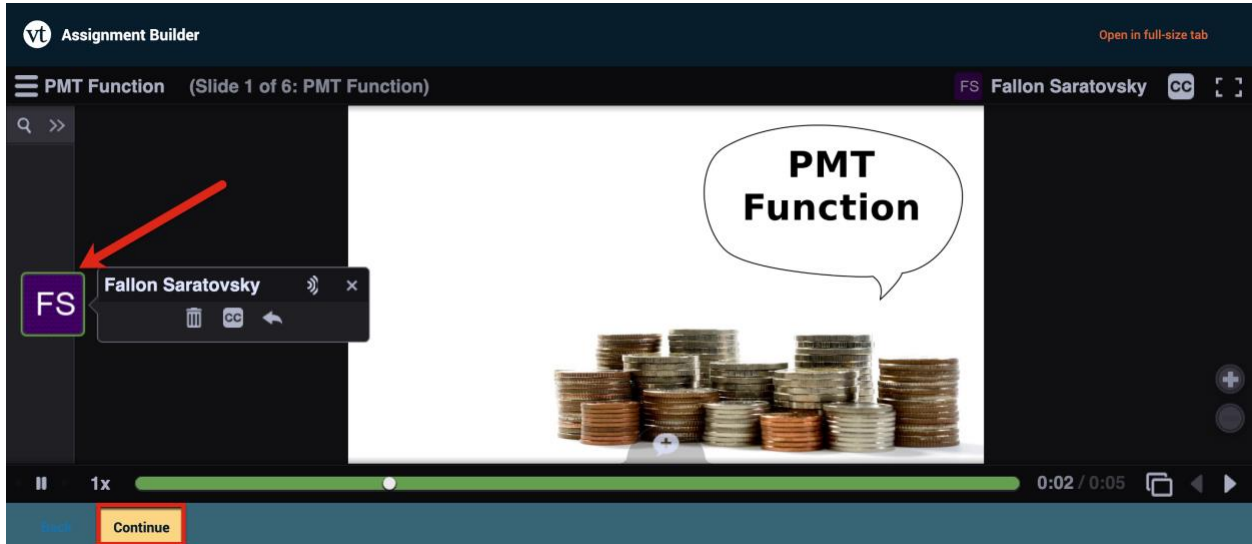 vt Assignment Builder Open in full-size tab
PMT Function (Slide 1 of 6: PMT Function) FS Fallon Saratovsky CC
PMT
Function
FS
Fallon Saratovsky
CC
1x 0:02 / 0:05
Back Continue